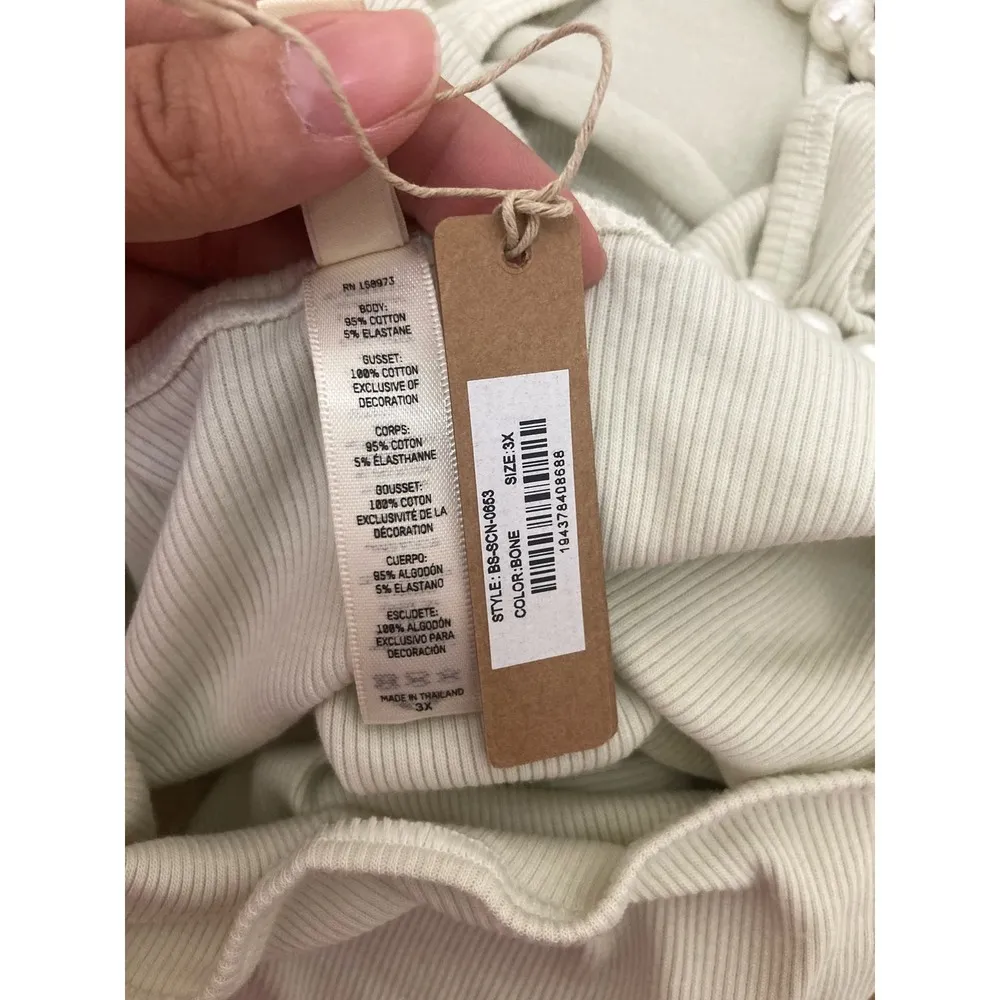 RN 158973
BODY:
95% COTTON
5% ELASTANE
GUSSET:
100% COTTON
EXCLUSIVE OF
DECORATION
CORPS:
95% COTON
5% ÉLASTHANNE
GOUSSET:
100% COTON
EXCLUSIVITÉ DE LA
DÉCORATION
CUERPO:
95% ALGODÓN
5% ELASTANO
ESCUDETE:
100% ALGODÓN
EXCLUSIVO PARA
DECORACIÓN
MADE IN THAILAND
3X
STYLE: BS-SCN-0653
COLOR:BONE SIZE:3X
194378408688